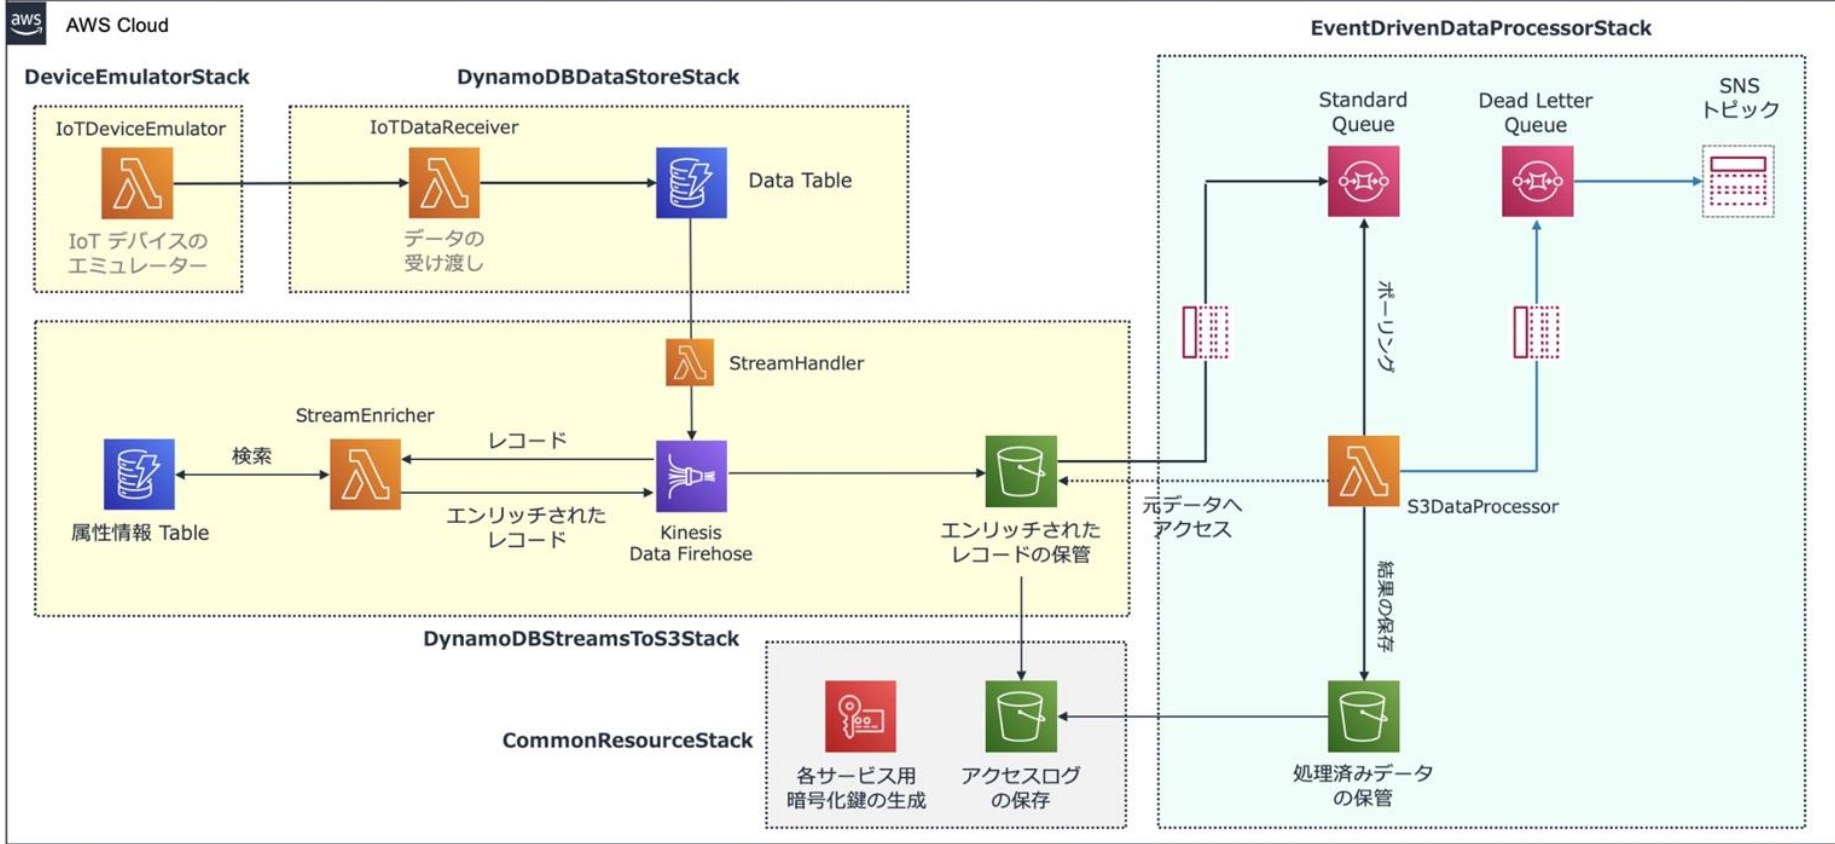 aws
AWS Cloud
EventDrivenDataProcessorStack
DeviceEmulatorStack
DynamoDBDataStoreStack
IoTDeviceEmulator
IoT デバイスの
エミュレーター
IoTDataReceiver
データの
受け渡し
Data Table
Standard
Queue
Dead Letter
Queue
SNS
トピック
ポーリング
StreamHandler
StreamEnricher
検索
レコード
エンリッチされた
レコード
属性情報 Table
Kinesis
Data Firehose
エンリッチされた
レコードの保管
元データへ
アクセス
S3DataProcessor
結果の保存
DynamoDBStreamsToS3Stack
CommonResourceStack
各サービス用
暗号化鍵の生成
アクセスログ
の保存
処理済みデータ
の保管